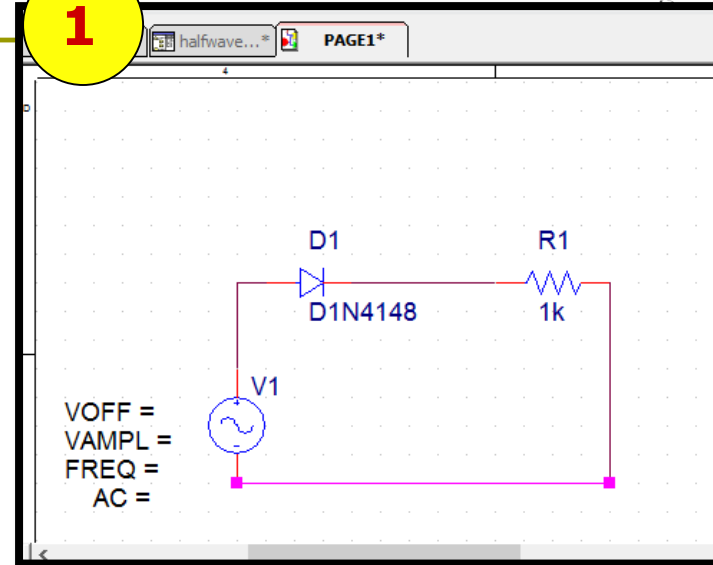 1
halfwave...*
PAGE1*
4
D
D1
R1
D1N4148
1k
V1
VOFF =
VAMPL =
FREQ =
AC =